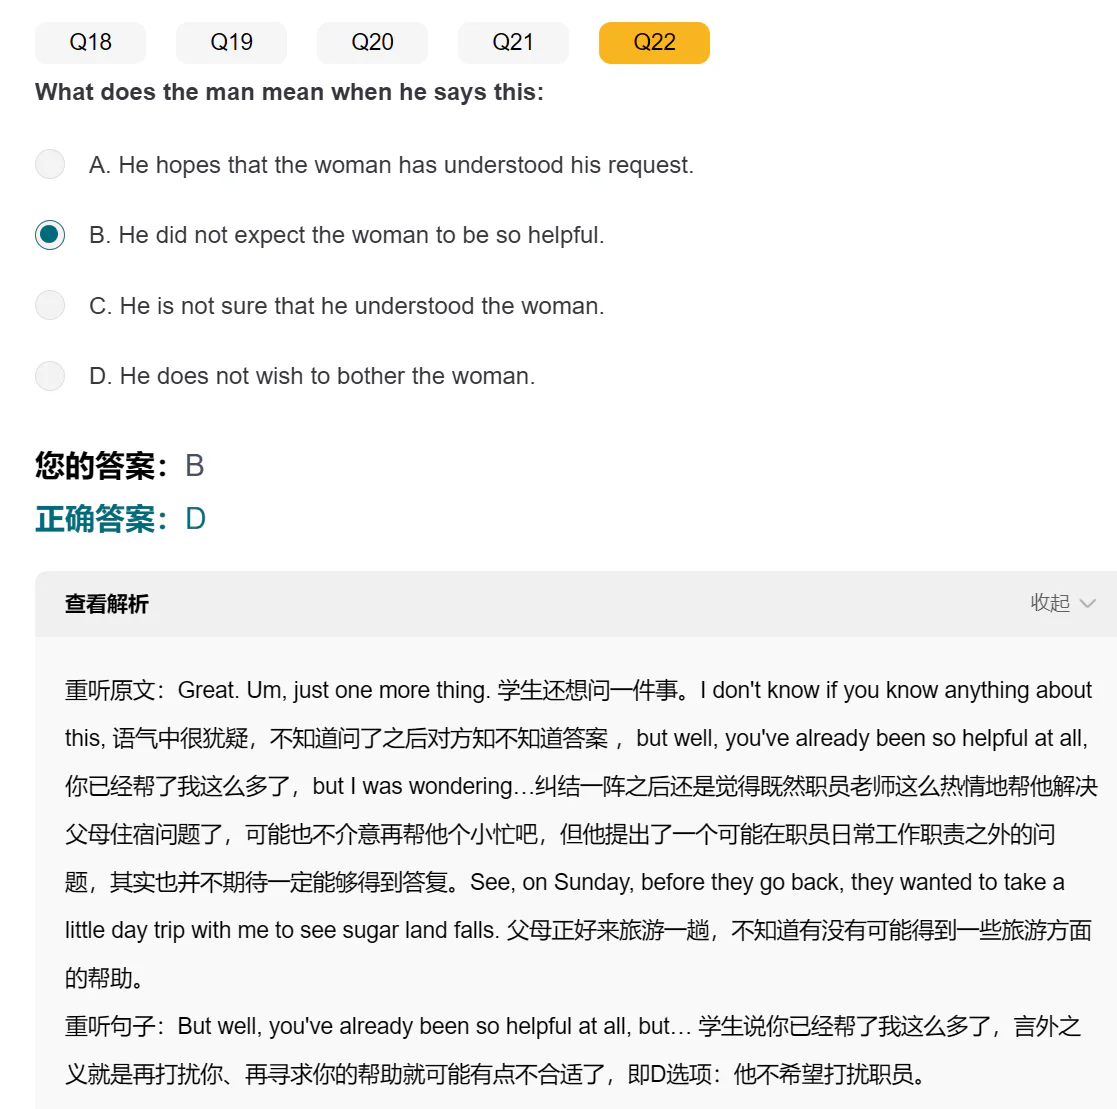 Q18 Q19 Q20 Q21 Q22
What does the man mean when he says this:
A. He hopes that the woman has understood his request.
B. He did not expect the woman to be so helpful.
C. He is not sure that he understood the woman.
D. He does not wish to bother the woman.
您的答案：B
正确答案：D
查看解析 收起
重听原文：Great. Um, just one more thing. 学生还想问一件事。I don't know if you know anything about
this, 语气中很犹疑，不知道问了之后对方知不知道答案 ，but well, you've already been so helpful at all,
你已经帮了我这么多了，but I was wondering…纠结一阵之后还是觉得既然职员老师这么热情地帮他解决
父母住宿问题了，可能也不介意再帮他个小忙吧，但他提出了一个可能在职员日常工作职责之外的问
题，其实也并不期待一定能够得到答复。See, on Sunday, before they go back, they wanted to take a
little day trip with me to see sugar land falls. 父母正好来旅游一趟，不知道有没有可能得到一些旅游方面
的帮助。
重听句子：But well, you've already been so helpful at all, but… 学生说你已经帮了我这么多了，言外之
义就是再打扰你、再寻求你的帮助就可能有点不合适了，即D选项：他不希望打扰职员。